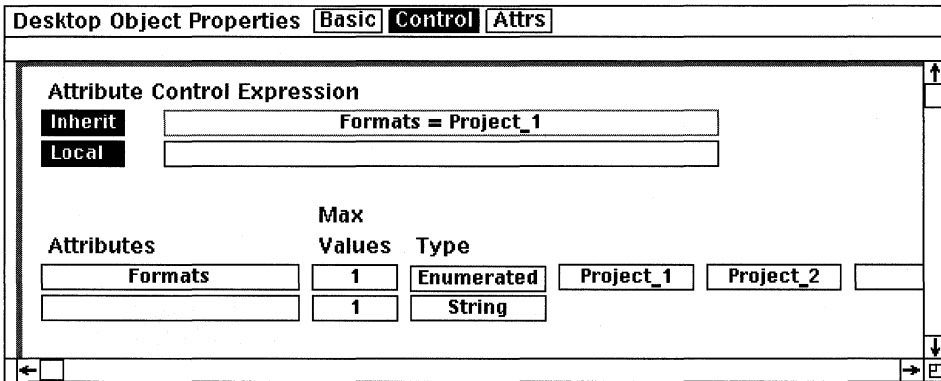 Desktop Object Properties Basic Control Attrs
Attribute Control Expression
Inherit Formats = Project_1
Local
Max
Attributes Values Type
Formats 1 Enumerated Project_1 Project_2
1 String